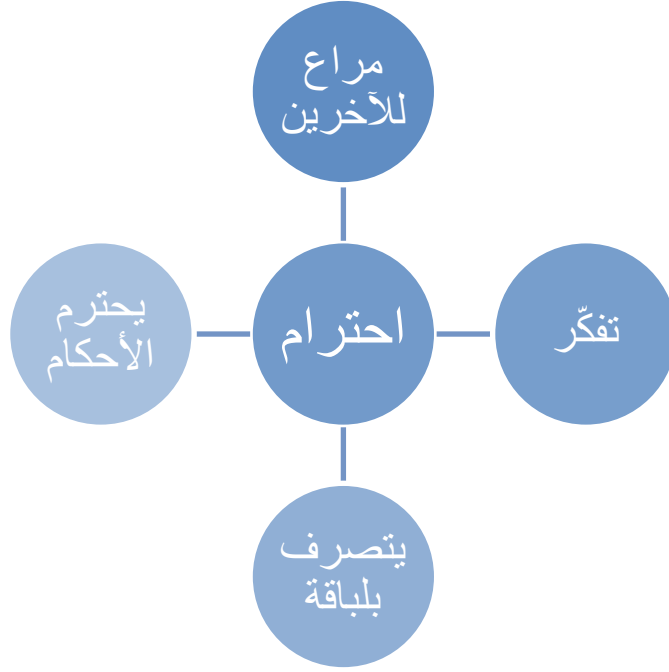 مراع
للآخرين
يحترم
الأحكام
احترام
تفكّر
يتصرف
بلباقة